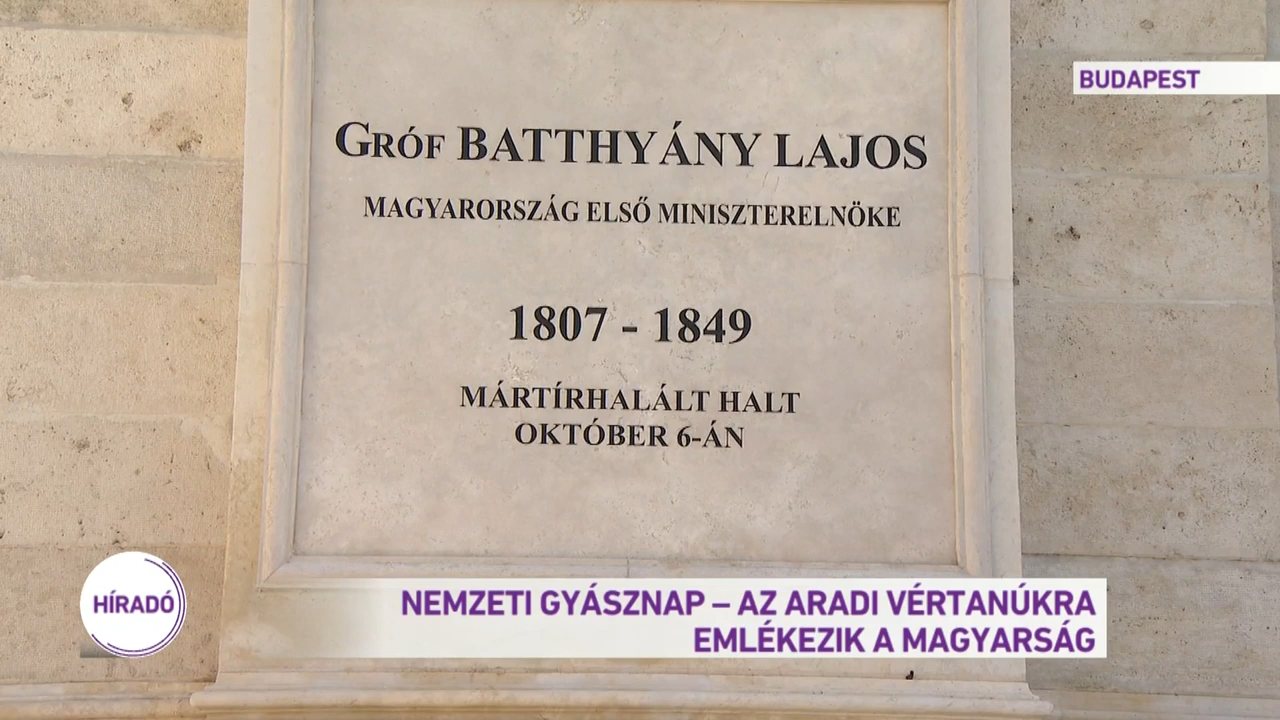 BUDAPEST
GRÓF BATTHYÁNY LAJOS
MAGYARORSZÁG ELSŐ MINISZTERELNÖKE
1807 - 1849
MÁRTÍRHALÁLT HALT
OKTÓBER 6-ÁN
HÍRADÓ
NEMZETI GYÁSZNAP – AZ ARADI VÉRTANÚKRA
EMLÉKEZIK A MAGYARSÁG